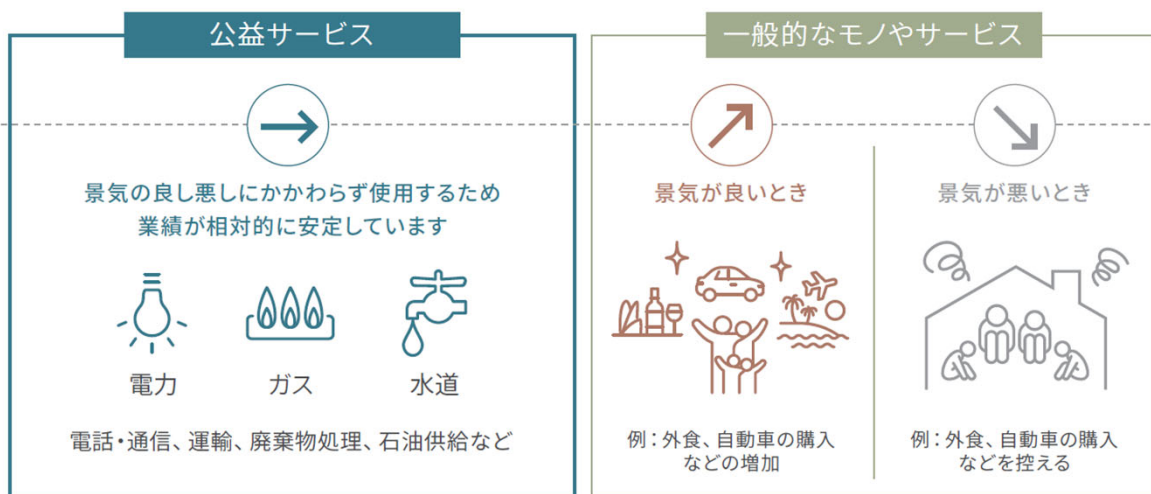 公益サービス
景気の良し悪しにかかわらず使用するため
業績が相対的に安定しています
電力
ガス
水道
電話・通信、運輸、廃棄物処理、石油供給など
一般的なモノやサービス
景気が良いとき
例：外食、自動車の購入
などの増加
景気が悪いとき
例：外食、自動車の購入
などを控える